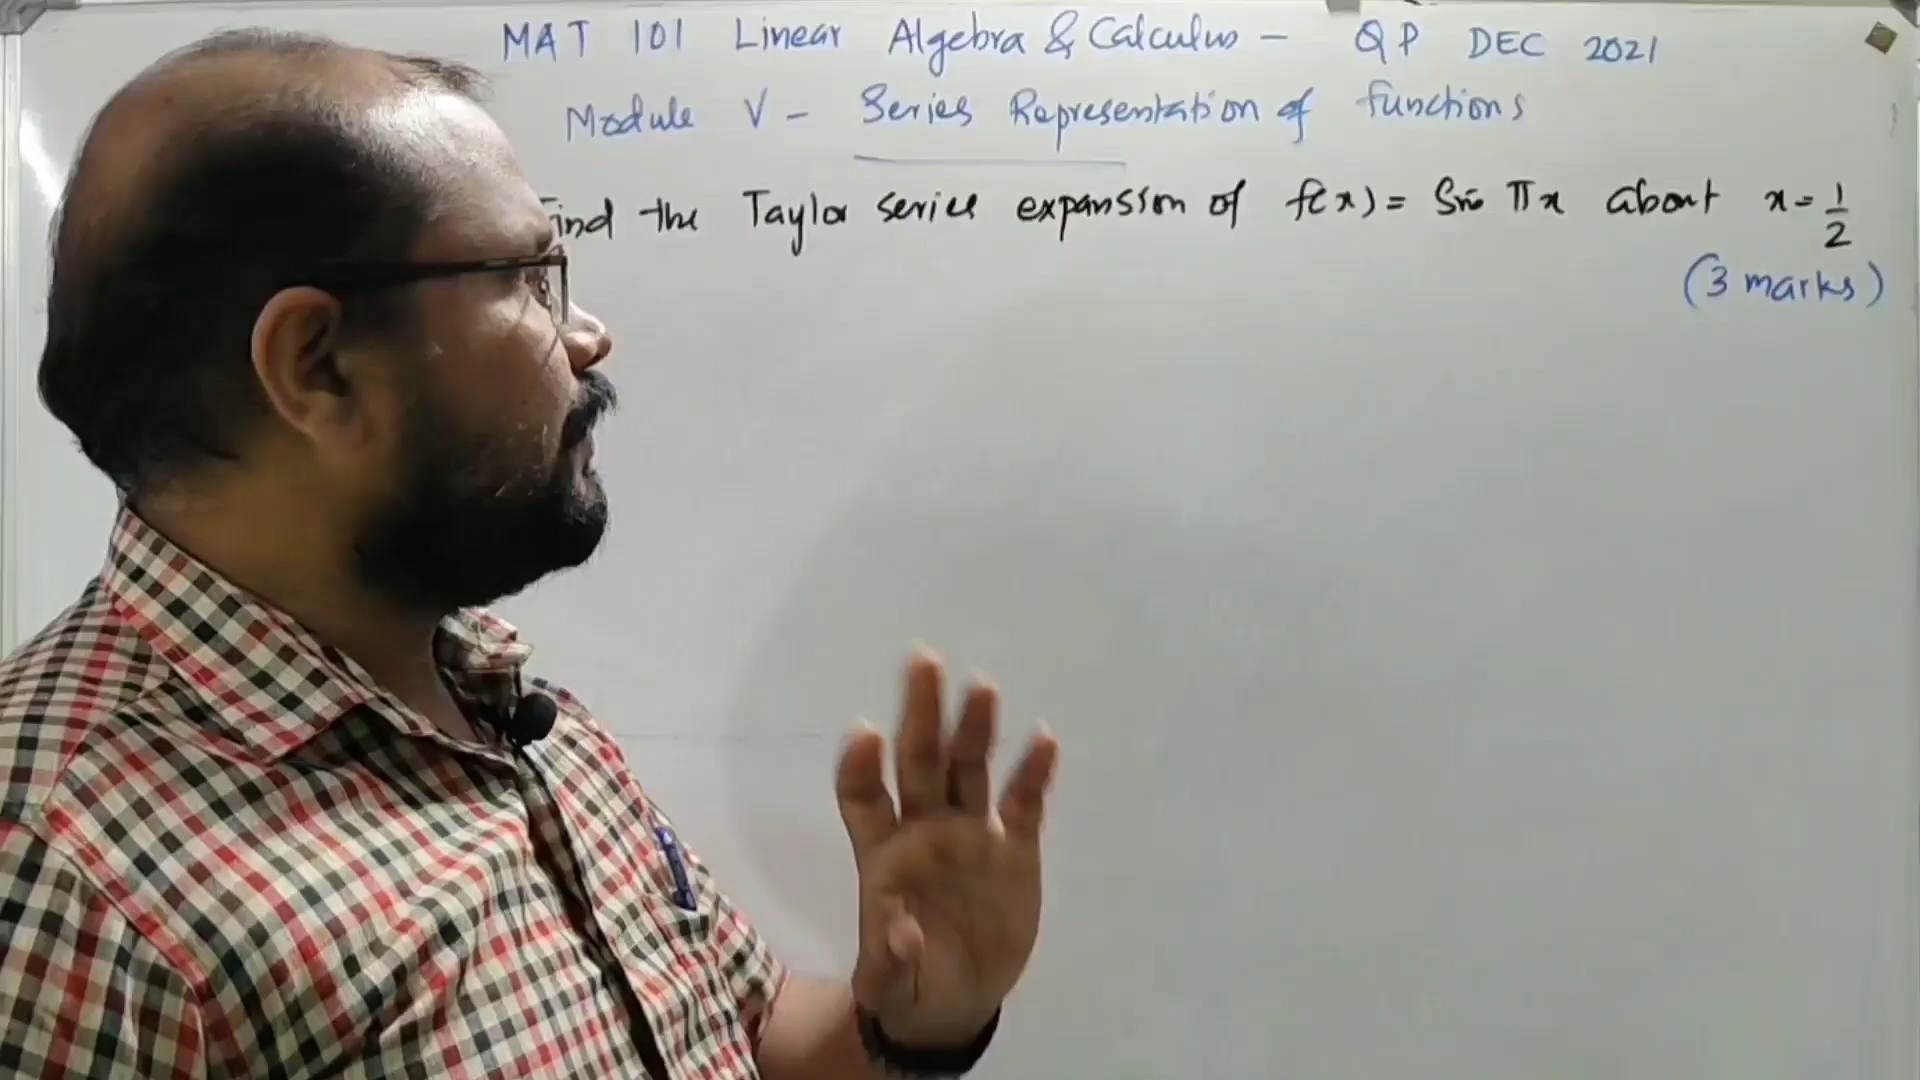 MAT 101 Linear Algebra & Calculus - QP DEC 2021
Module V - Series Representation of functions
Find the Taylor series expansion of f(x) = Sin πx about x = 1/2
(3 marks)